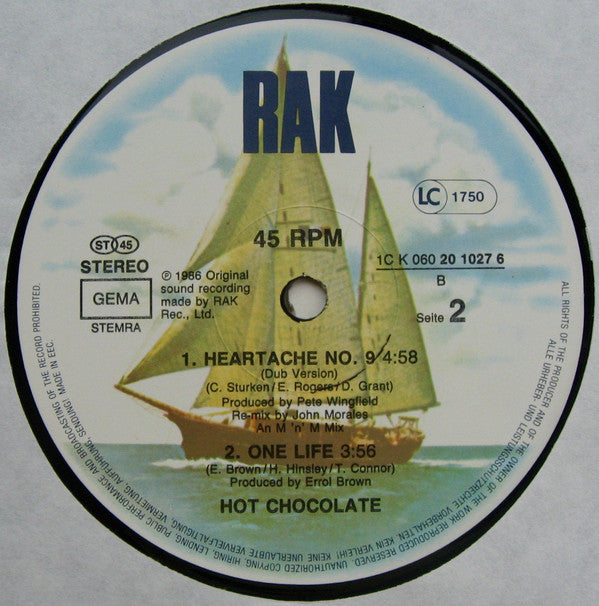 RAK
LC 1750
45 RPM
ST 45
STEREO
GEMA
STEMRA
℗ 1986 Original
sound recording
made by RAK
Rec., Ltd.
1C K 060 20 1027 6
B
Seite 2
1. HEARTACHE NO. 9 4:58
(Dub Version)
(C. Sturken/E. Rogers/D. Grant)
Produced by Pete Wingfield
Re-mix by John Morales
An M 'n' M Mix
2. ONE LIFE 3:56
(E. Brown/H. Hinsley/T. Connor)
Produced by Errol Brown
HOT CHOCOLATE
ALL RIGHTS OF THE PRODUCER AND OF THE OWNER OF THE WORK REPRODUCED RESERVED. UNAUTHORIZED COPYING, HIRING, LENDING, PUBLIC PERFORMANCE AND BROADCASTING OF THE RECORD PROHIBITED.
ALLE URHEBER- UND LEISTUNGSSCHUTZRECHTE VORBEHALTEN. KEIN VERLEIH! KEINE UNERLAUBTE VERVIELFÄLTIGUNG, VERMIETUNG, AUFFÜHRUNG, SENDUNG! MADE IN EEC.